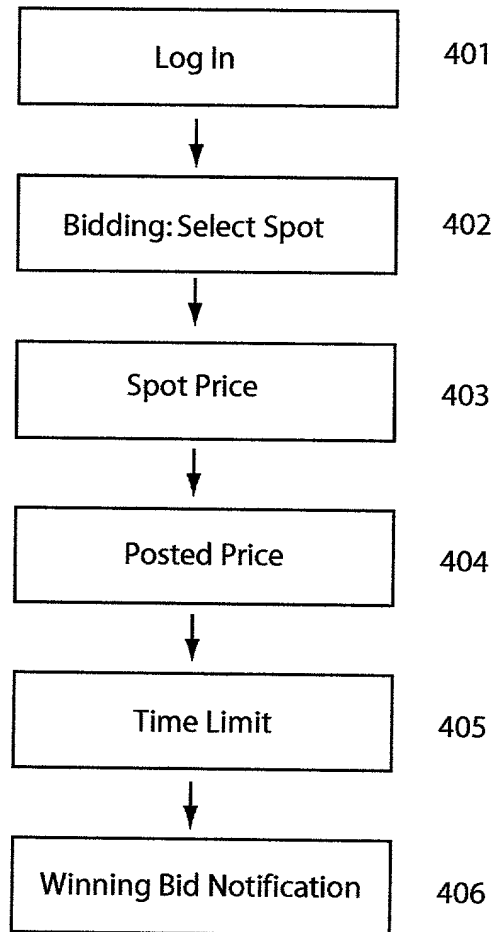 Log In 401
Bidding: Select Spot 402
Spot Price 403
Posted Price 404
Time Limit 405
Winning Bid Notification 406